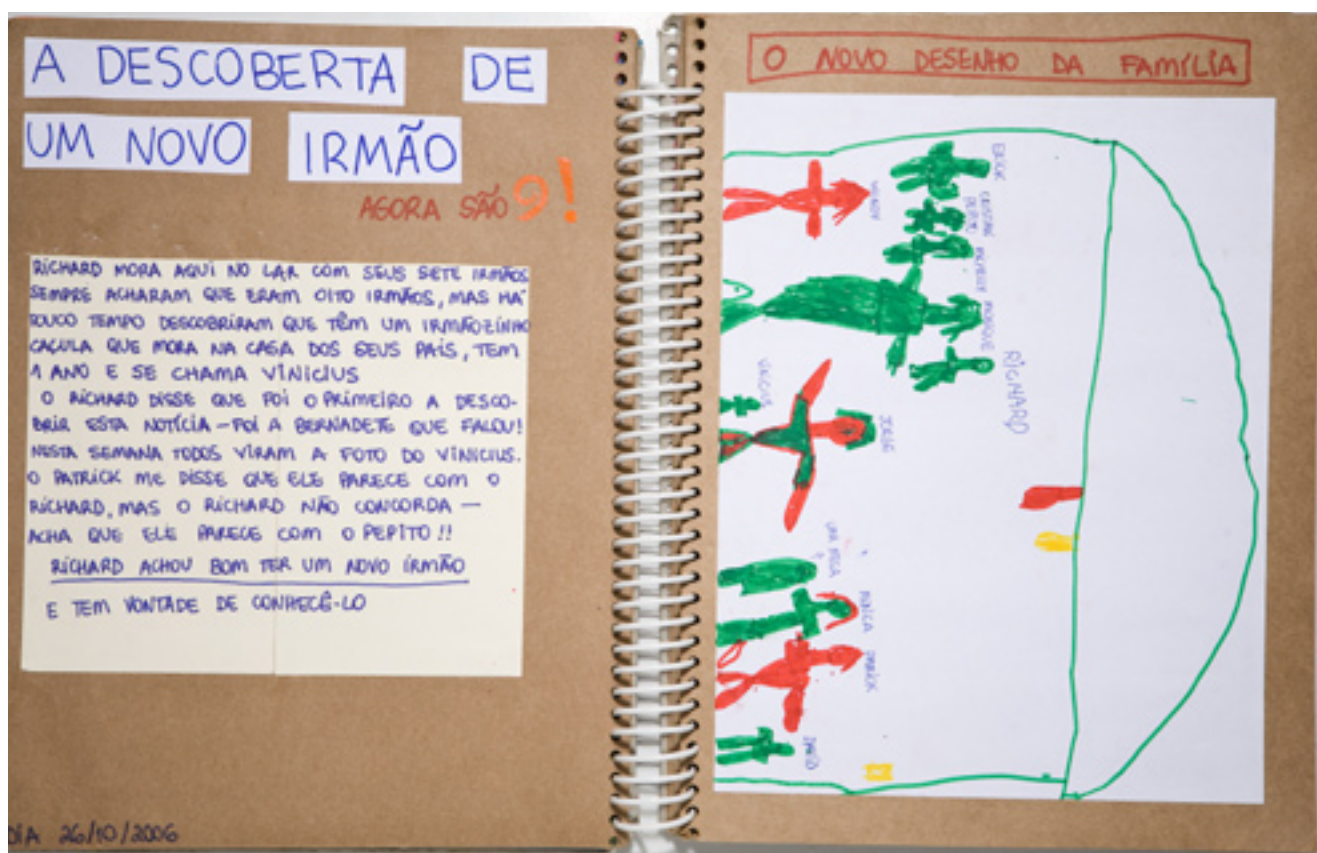 A DESCOBERTA DE
UM NOVO IRMÃO
AGORA SÃO 9!
RICHARD MORA AQUI NO LAR COM SEUS SETE IRMÃOS
SEMPRE ACHARAM QUE ERAM OITO IRMÃOS, MAS HÁ
POUCO TEMPO DESCOBRIRAM QUE TÊM UM IRMÃOZINHO
CAÇULA QUE MORA NA CASA DOS SEUS PAIS, TEM
1 ANO E SE CHAMA VINICIUS
O RICHARD DISSE QUE FOI O PRIMEIRO A DESCO-
BRIR ESTA NOTÍCIA - FOI A BERNADETE QUE FALOU!
NESTA SEMANA TODOS VIRAM A FOTO DO VINICIUS.
O PATRICK ME DISSE QUE ELE PARECE COM O
RICHARD, MAS O RICHARD NÃO CONCORDA -
ACHA QUE ELE PARECE COM O PEPITO!!
RICHARD ACHOU BOM TER UM NOVO IRMÃO
E TEM VONTADE DE CONHECÊ-LO
DIA 26/10/2006
O NOVO DESENHO DA FAMÍLIA
WENDY
RICHARD
VINICIUS
PATRICK
DAVID